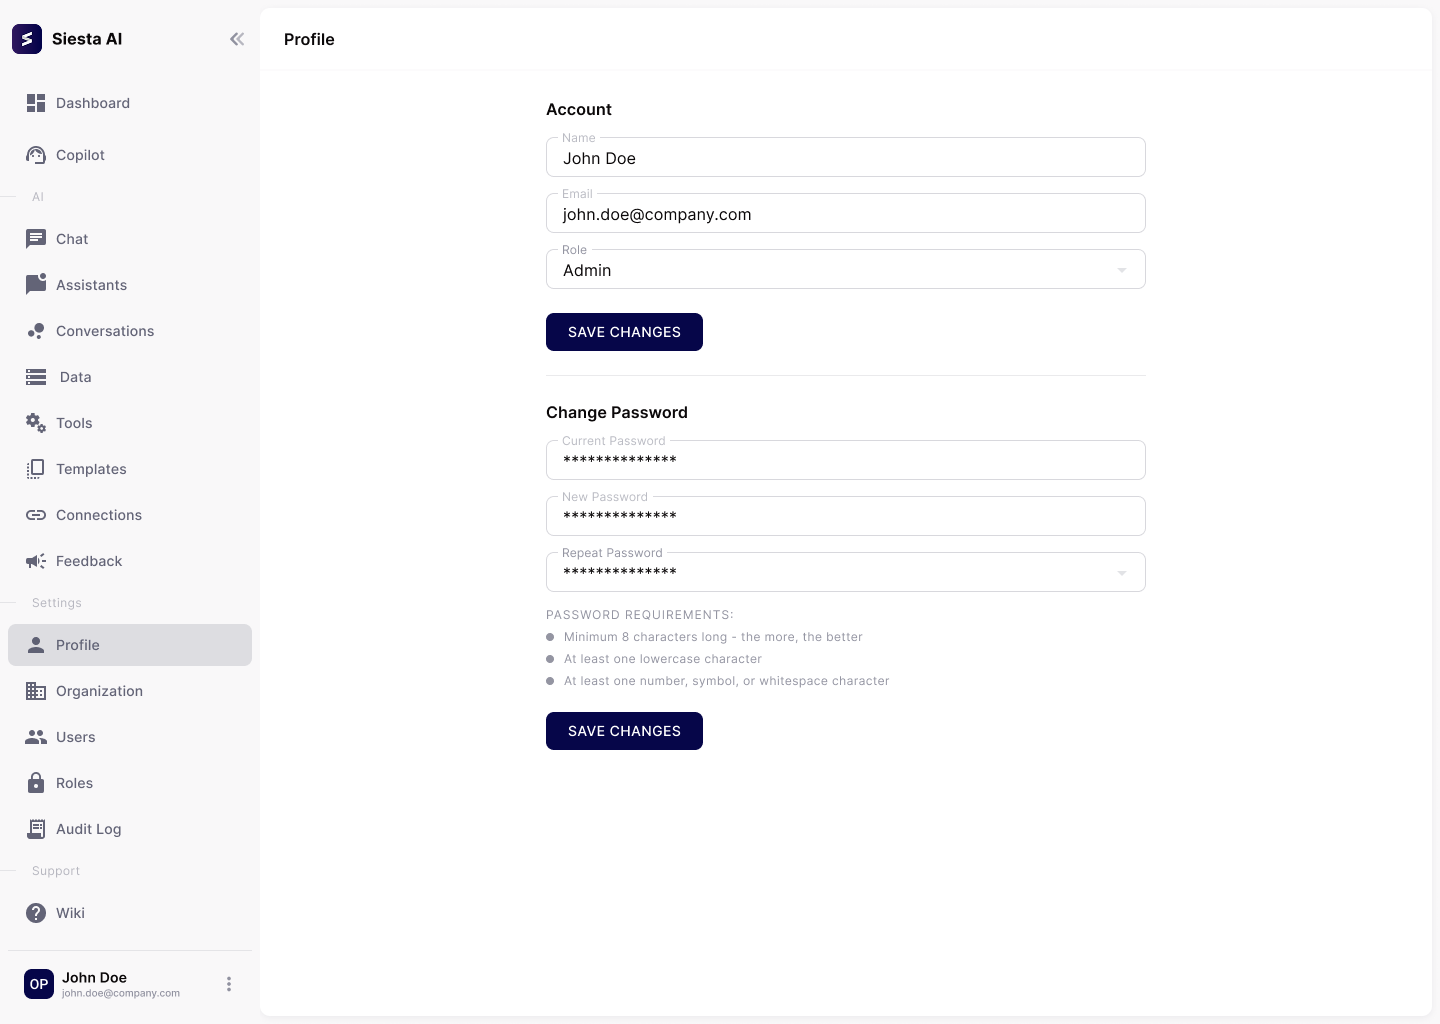 Siesta AI
Dashboard
Copilot
AI
Chat
Assistants
Conversations
Data
Tools
Templates
Connections
Feedback
Settings
Profile
Organization
Users
Roles
Audit Log
Support
Wiki
OP
John Doe
john.doe@company.com
Profile
Account
Name
John Doe
Email
john.doe@company.com
Role
Admin
SAVE CHANGES
Change Password
Current Password
**************
New Password
**************
Repeat Password
**************
PASSWORD REQUIREMENTS:
Minimum 8 characters long - the more, the better
At least one lowercase character
At least one number, symbol, or whitespace character
SAVE CHANGES